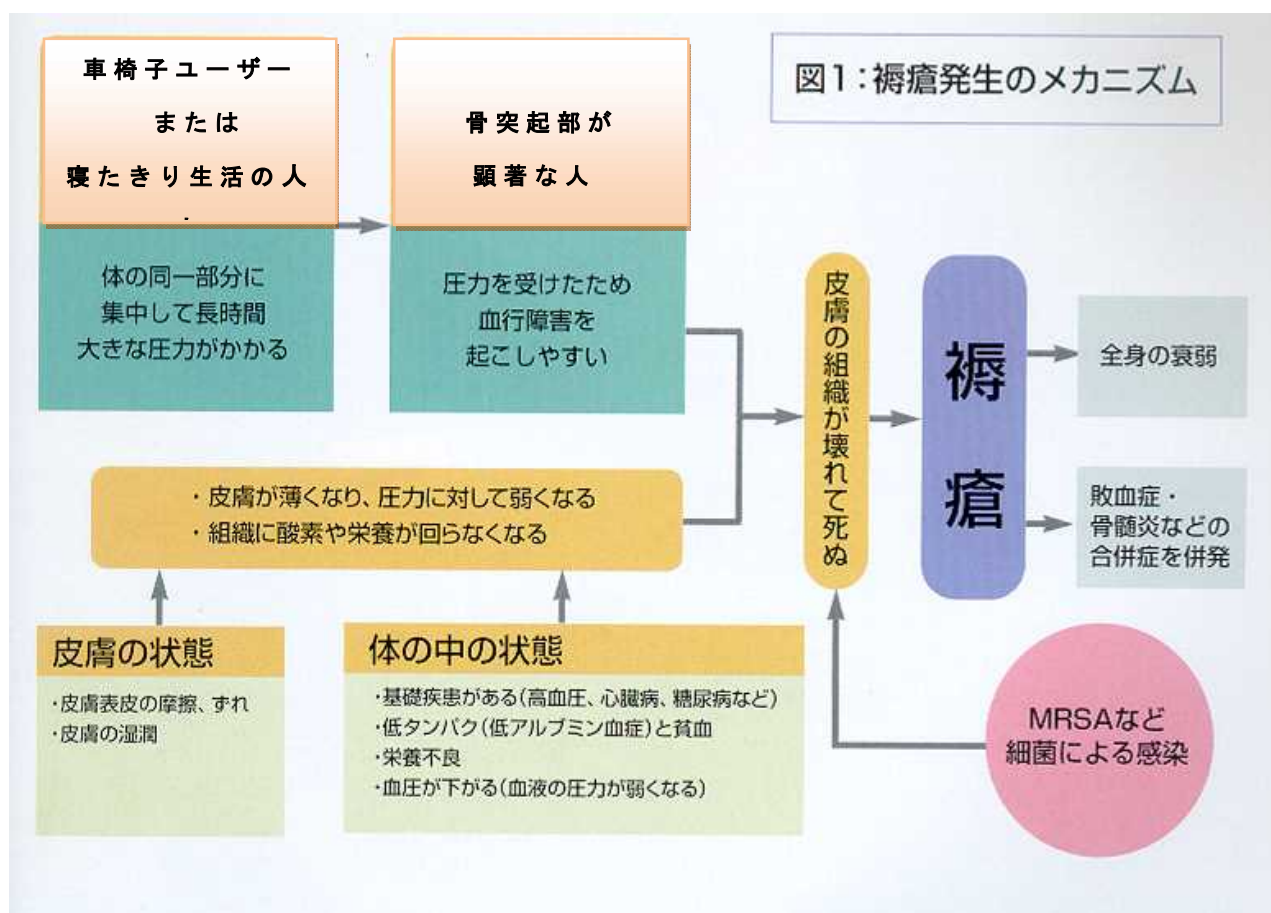 車椅子ユーザー
または
寝たきり生活の人
体の同一部分に
集中して長時間
大きな圧力がかかる
骨突起部が
顕著な人
圧力を受けたため
血行障害を
起こしやすい
図1:褥瘡発生のメカニズム
・皮膚が薄くなり、圧力に対して弱くなる
・組織に酸素や栄養が回らなくなる
皮膚の組織が壊れて死ぬ
褥瘡
全身の衰弱
敗血症・
骨髄炎などの
合併症を併発
皮膚の状態
・皮膚表皮の摩擦、ずれ
・皮膚の湿潤
体の中の状態
・基礎疾患がある(高血圧、心臓病、糖尿病など)
・低タンパク(低アルブミン血症)と貧血
・栄養不良
・血圧が下がる(血液の圧力が弱くなる)
MRSAなど
細菌による感染